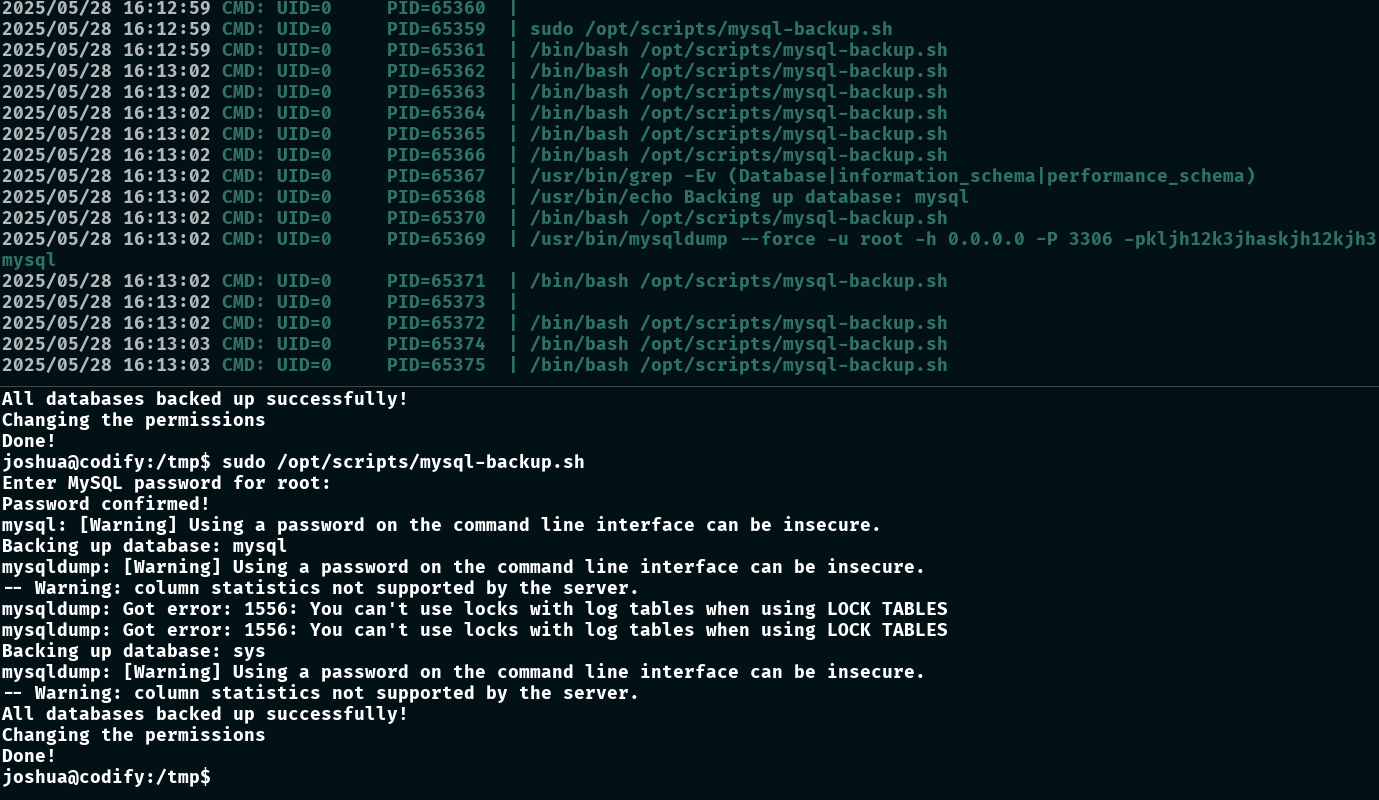 2025/05/28 16:12:59 CMD: UID=0     PID=65360  |
2025/05/28 16:12:59 CMD: UID=0     PID=65359  | sudo /opt/scripts/mysql-backup.sh
2025/05/28 16:12:59 CMD: UID=0     PID=65361  | /bin/bash /opt/scripts/mysql-backup.sh
2025/05/28 16:13:02 CMD: UID=0     PID=65362  | /bin/bash /opt/scripts/mysql-backup.sh
2025/05/28 16:13:02 CMD: UID=0     PID=65363  | /bin/bash /opt/scripts/mysql-backup.sh
2025/05/28 16:13:02 CMD: UID=0     PID=65364  | /bin/bash /opt/scripts/mysql-backup.sh
2025/05/28 16:13:02 CMD: UID=0     PID=65365  | /bin/bash /opt/scripts/mysql-backup.sh
2025/05/28 16:13:02 CMD: UID=0     PID=65366  | /bin/bash /opt/scripts/mysql-backup.sh
2025/05/28 16:13:02 CMD: UID=0     PID=65367  | /usr/bin/grep -Ev (Database|information_schema|performance_schema)
2025/05/28 16:13:02 CMD: UID=0     PID=65368  | /usr/bin/echo Backing up database: mysql
2025/05/28 16:13:02 CMD: UID=0     PID=65370  | /bin/bash /opt/scripts/mysql-backup.sh
2025/05/28 16:13:02 CMD: UID=0     PID=65369  | /usr/bin/mysqldump --force -u root -h 0.0.0.0 -P 3306 -pkljh12k3jhaskjh12kjh3
mysql
2025/05/28 16:13:02 CMD: UID=0     PID=65371  | /bin/bash /opt/scripts/mysql-backup.sh
2025/05/28 16:13:02 CMD: UID=0     PID=65373  |
2025/05/28 16:13:02 CMD: UID=0     PID=65372  | /bin/bash /opt/scripts/mysql-backup.sh
2025/05/28 16:13:03 CMD: UID=0     PID=65374  | /bin/bash /opt/scripts/mysql-backup.sh
2025/05/28 16:13:03 CMD: UID=0     PID=65375  | /bin/bash /opt/scripts/mysql-backup.sh
All databases backed up successfully!
Changing the permissions
Done!
joshua@codify:/tmp$ sudo /opt/scripts/mysql-backup.sh
Enter MySQL password for root:
Password confirmed!
mysql: [Warning] Using a password on the command line interface can be insecure.
Backing up database: mysql
mysqldump: [Warning] Using a password on the command line interface can be insecure.
-- Warning: column statistics not supported by the server.
mysqldump: Got error: 1556: You can't use locks with log tables when using LOCK TABLES
mysqldump: Got error: 1556: You can't use locks with log tables when using LOCK TABLES
Backing up database: sys
mysqldump: [Warning] Using a password on the command line interface can be insecure.
-- Warning: column statistics not supported by the server.
All databases backed up successfully!
Changing the permissions
Done!
joshua@codify:/tmp$